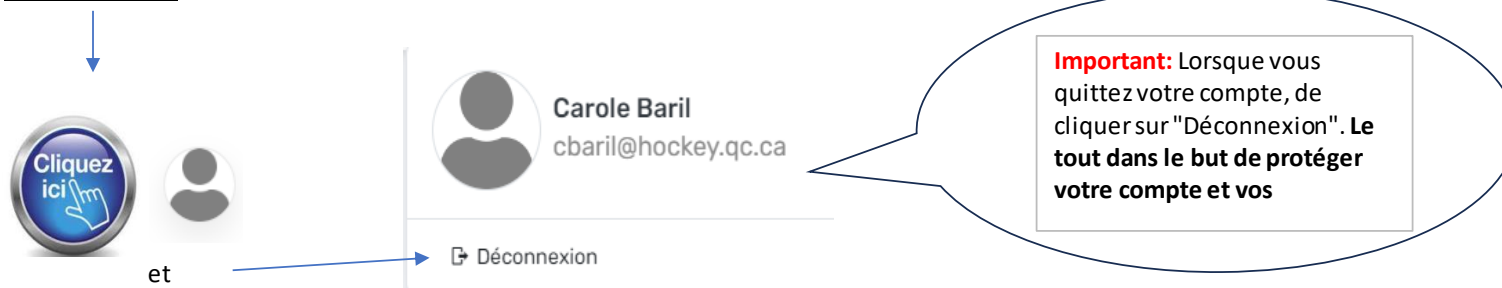 Cliquez
ici
et
Carole Baril
cbaril@hockey.qc.ca
Déconnexion
Important: Lorsque vous
quittez votre compte, de
cliquer sur "Déconnexion". Le
tout dans le but de protéger
votre compte et vos